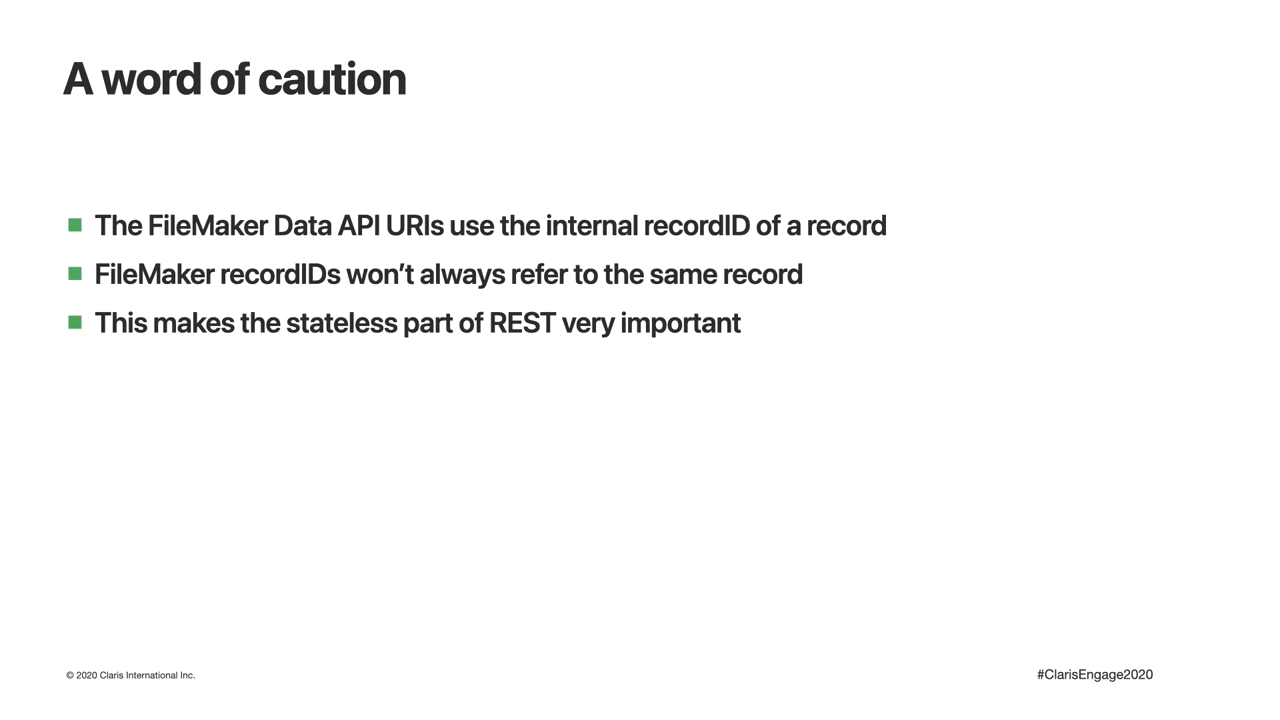 A word of caution
The FileMaker Data API URIs use the internal recordID of a record
FileMaker recordIDs won’t always refer to the same record
This makes the stateless part of REST very important
© 2020 Claris International Inc.
#ClarisEngage2020